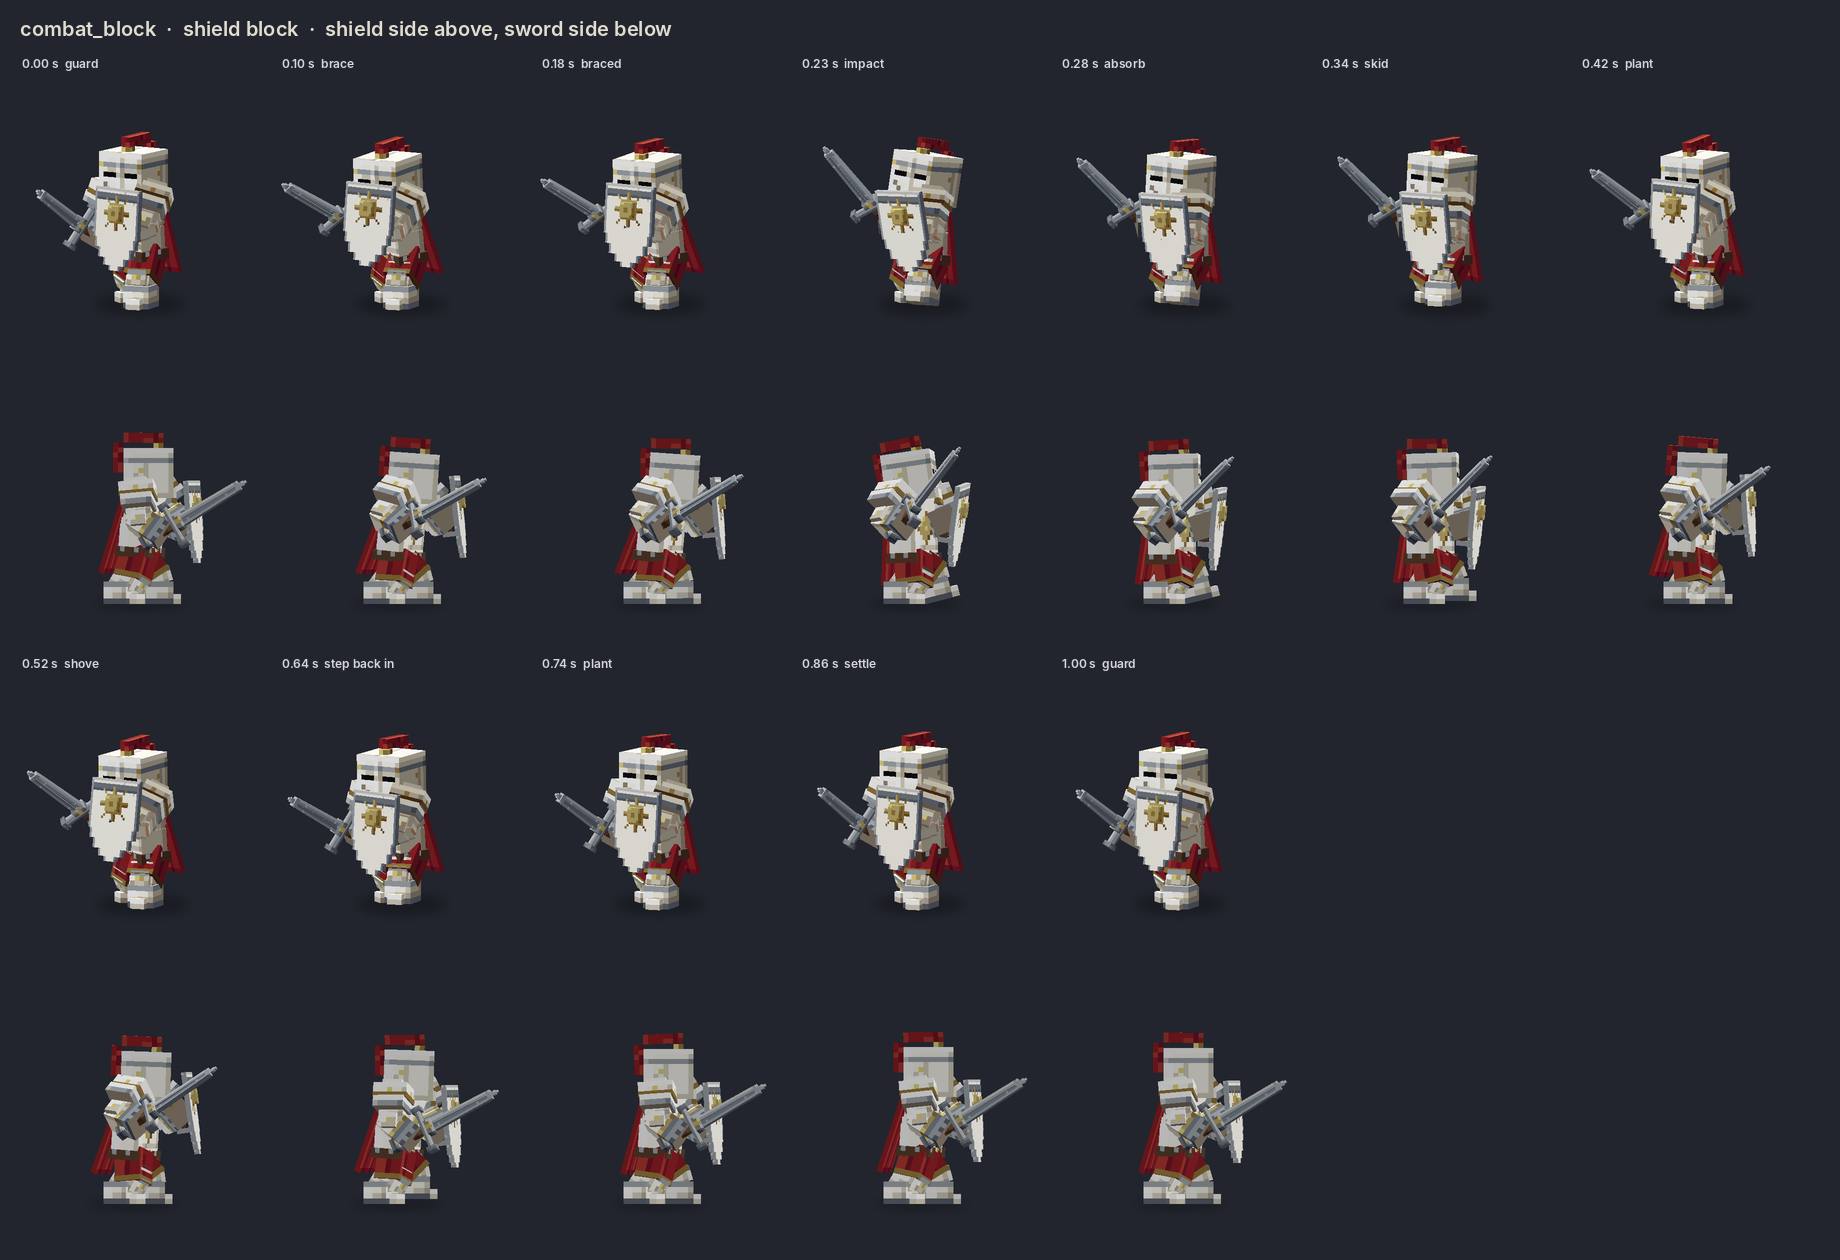 combat_block · shield block · shield side above, sword side below
0.00 s guard
0.10 s brace
0.18 s braced
0.23 s impact
0.28 s absorb
0.34 s skid
0.42 s plant
0.52 s shove
0.64 s step back in
0.74 s plant
0.86 s settle
1.00 s guard